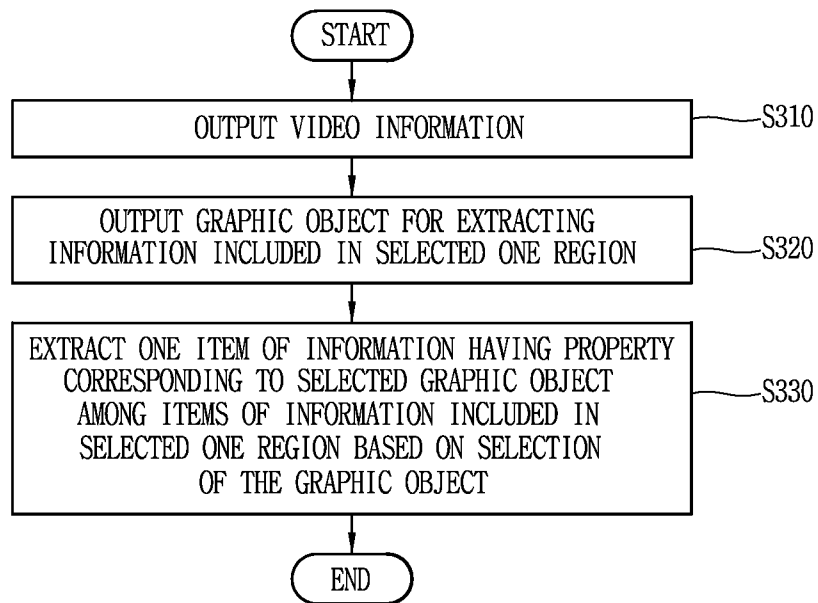 START
OUTPUT VIDEO INFORMATION
S310
OUTPUT GRAPHIC OBJECT FOR EXTRACTING
INFORMATION INCLUDED IN SELECTED ONE REGION
S320
EXTRACT ONE ITEM OF INFORMATION HAVING PROPERTY
CORRESPONDING TO SELECTED GRAPHIC OBJECT
AMONG ITEMS OF INFORMATION INCLUDED IN
SELECTED ONE REGION BASED ON SELECTION
OF THE GRAPHIC OBJECT
S330
END